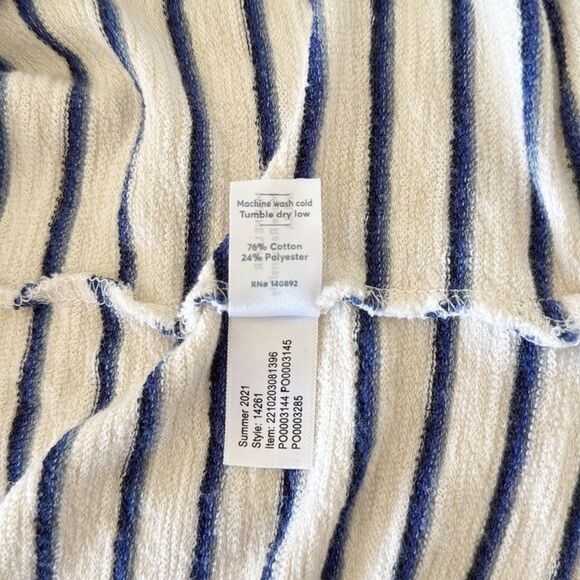 Machine wash cold
Tumble dry low
76% Cotton
24% Polyester
RN# 140892
Summer 2021
Style: 14261
Item: 2210203081396
PO0003144 PO0003145
PO0003285